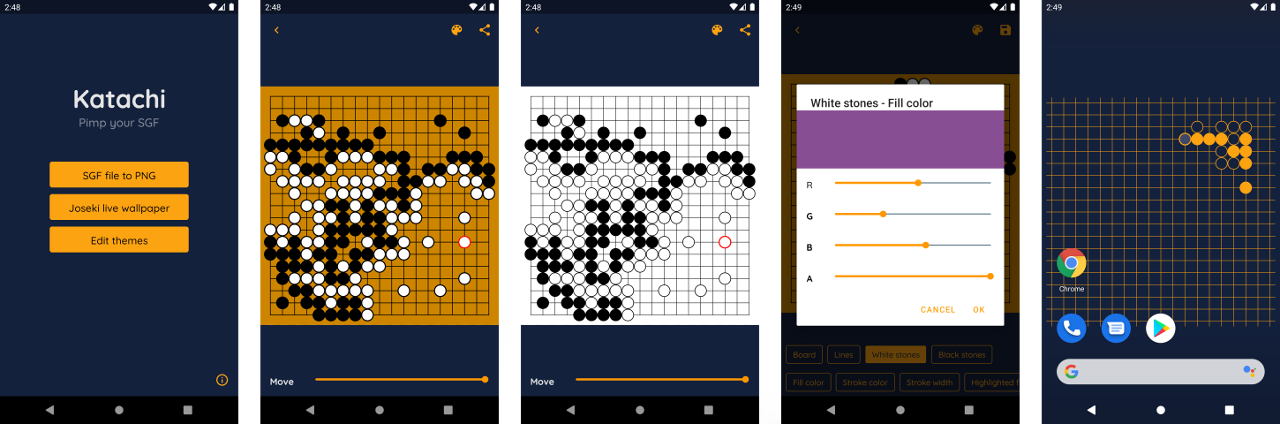 2:48
Katachi
Pimp your SGF
SGF file to PNG
Joseki live wallpaper
Edit themes
2:48
Move
2:48
Move
2:49
White stones - Fill color
R
G
B
A
CANCEL
OK
Board
Lines
White stones
Black stones
Fill color
Stroke color
Stroke width
Highlighted f
2:49
Chrome